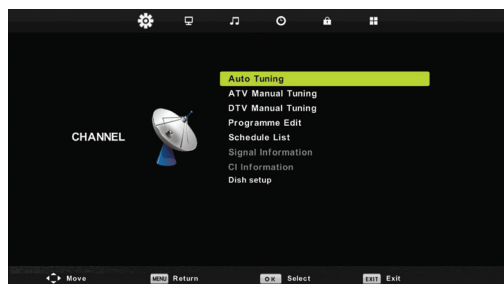 Auto Tuning
ATV Manual Tuning
DTV Manual Tuning
Programme Edit
CHANNEL
Schedule List
Signal Information
CI Information
Dish setup
Move
MENU Return
OK Select
EXIT Exit